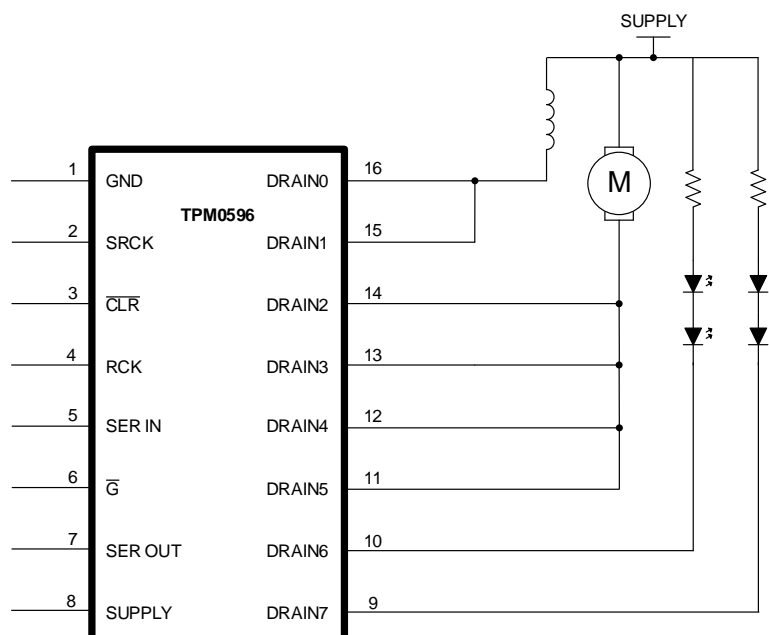 SUPPLY
TPM0596
1 GND DRAIN0 16
2 SRCK DRAIN1 15
3 C̅L̅R̅ DRAIN2 14
4 RCK DRAIN3 13
5 SER IN DRAIN4 12
6 G̅ DRAIN5 11
7 SER OUT DRAIN6 10
8 SUPPLY DRAIN7 9
M